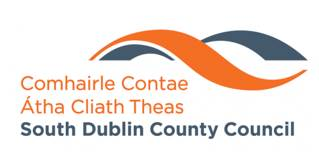 Comhairle Contae
Átha Cliath Theas
South Dublin County Council